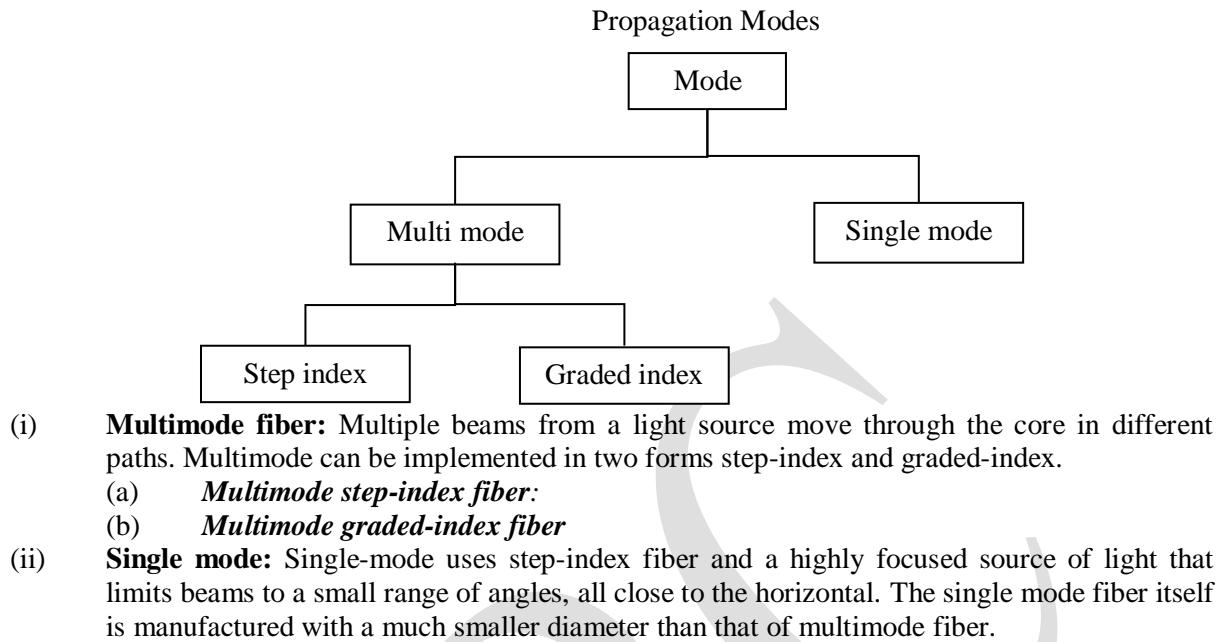 Propagation Modes
Mode
Multi mode
Single mode
Step index
Graded index
(i) Multimode fiber: Multiple beams from a light source move through the core in different
paths. Multimode can be implemented in two forms step-index and graded-index.
(a) Multimode step-index fiber:
(b) Multimode graded-index fiber
(ii) Single mode: Single-mode uses step-index fiber and a highly focused source of light that
limits beams to a small range of angles, all close to the horizontal. The single mode fiber itself
is manufactured with a much smaller diameter than that of multimode fiber.